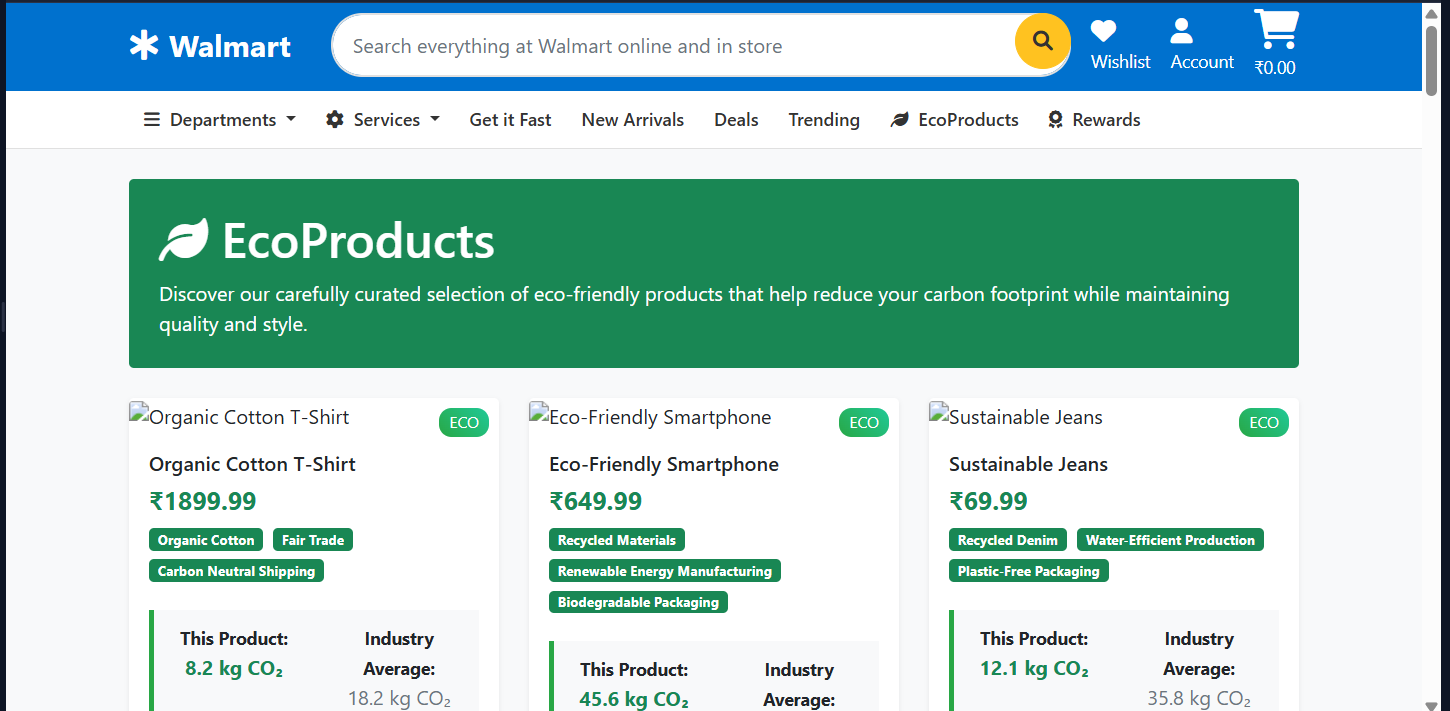 Walmart
Search everything at Walmart online and in store
Wishlist
Account
₹0.00
Departments
Services
Get it Fast
New Arrivals
Deals
Trending
EcoProducts
Rewards
EcoProducts
Discover our carefully curated selection of eco-friendly products that help reduce your carbon footprint while maintaining
quality and style.
Organic Cotton T-Shirt
ECO
Organic Cotton T-Shirt
₹1899.99
Organic Cotton
Fair Trade
Carbon Neutral Shipping
This Product:
8.2 kg CO₂
Industry
Average:
18.2 kg CO₂
Eco-Friendly Smartphone
ECO
Eco-Friendly Smartphone
₹649.99
Recycled Materials
Renewable Energy Manufacturing
Biodegradable Packaging
This Product:
45.6 kg CO₂
Industry
Average:
Sustainable Jeans
ECO
Sustainable Jeans
₹69.99
Recycled Denim
Water-Efficient Production
Plastic-Free Packaging
This Product:
12.1 kg CO₂
Industry
Average:
35.8 kg CO₂